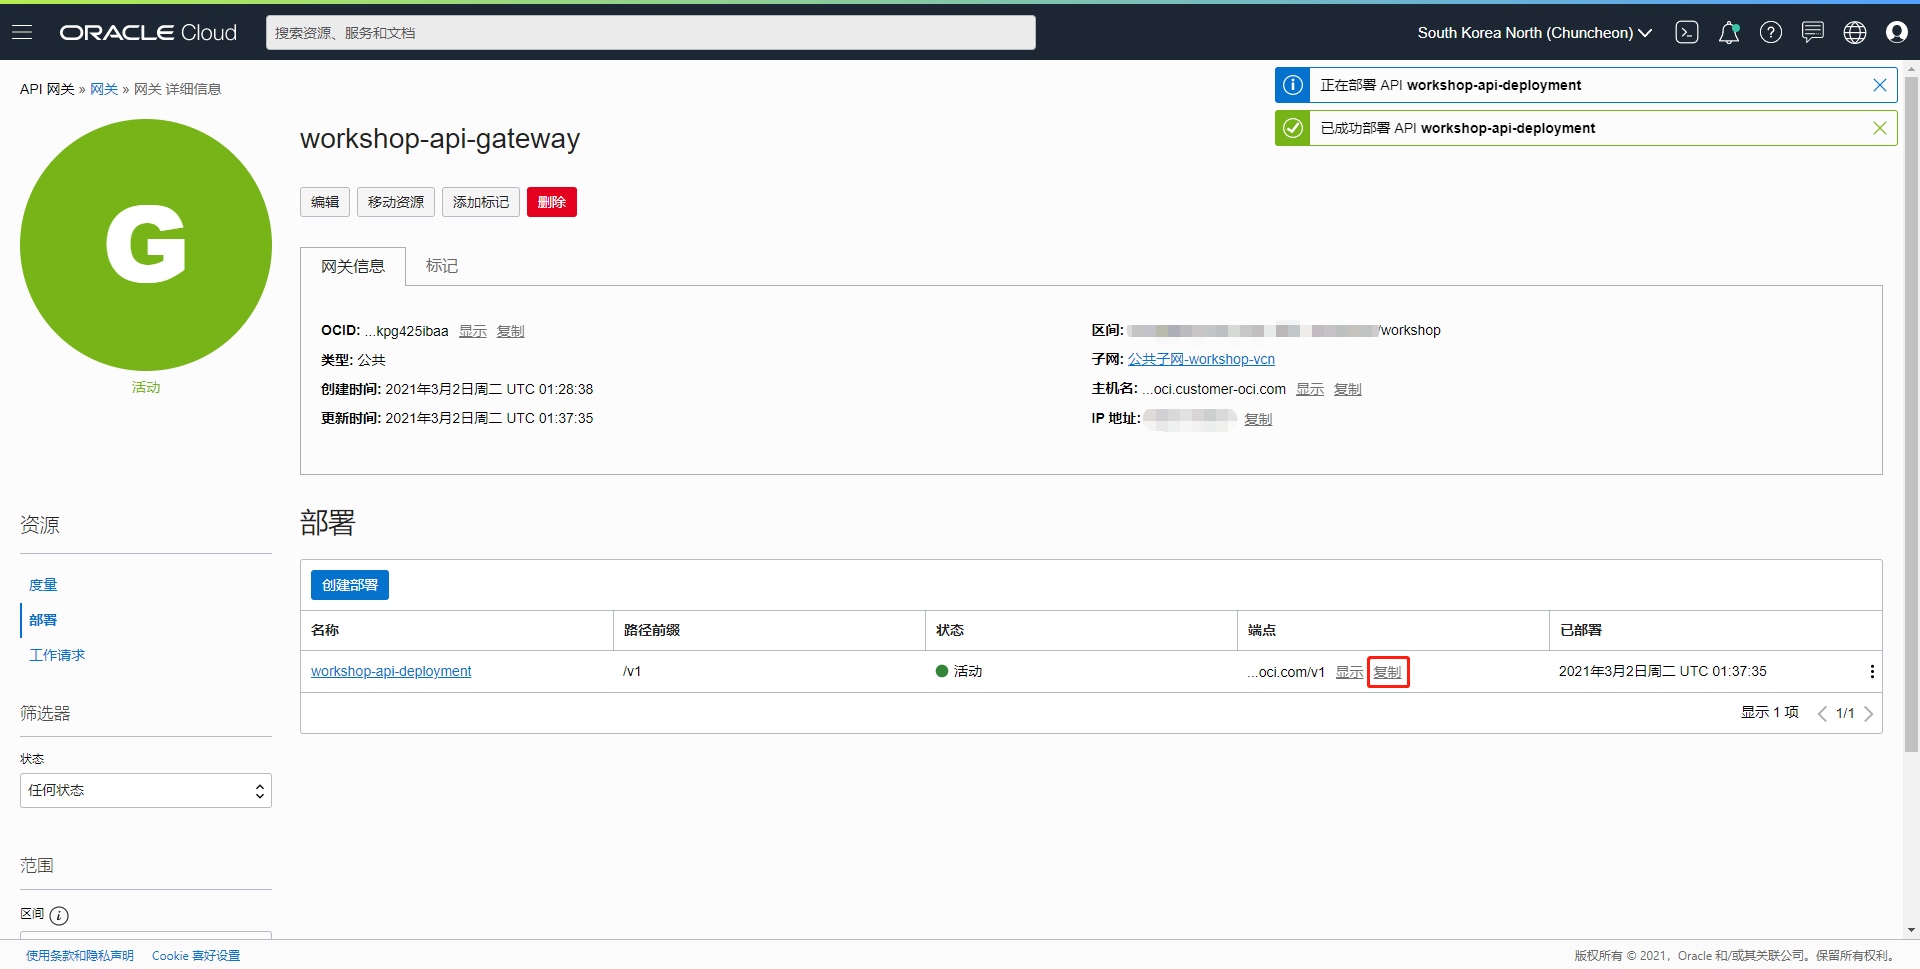 ORACLE Cloud
搜索资源、服务和文档
South Korea North (Chuncheon)
API 网关 » 网关 » 网关 详细信息
正在部署 API workshop-api-deployment
已成功部署 API workshop-api-deployment
G
活动
workshop-api-gateway
编辑 移动资源 添加标记 删除
网关信息 标记
OCID: ...kpg425ibaa 显示 复制
类型: 公共
创建时间: 2021年3月2日周二 UTC 01:28:38
更新时间: 2021年3月2日周二 UTC 01:37:35
区间: /workshop
子网: 公共子网-workshop-vcn
主机名: ...oci.customer-oci.com 显示 复制
IP 地址: 复制
资源
度量
部署
工作请求
筛选器
状态
任何状态
范围
区间
部署
创建部署
名称 路径前缀 状态 端点 已部署
workshop-api-deployment /v1 活动 ...oci.com/v1 显示 复制 2021年3月2日周二 UTC 01:37:35
显示 1 项 1/1
使用条款和隐私声明 Cookie 喜好设置
版权所有 © 2021，Oracle 和/或其关联公司。保留所有权利。